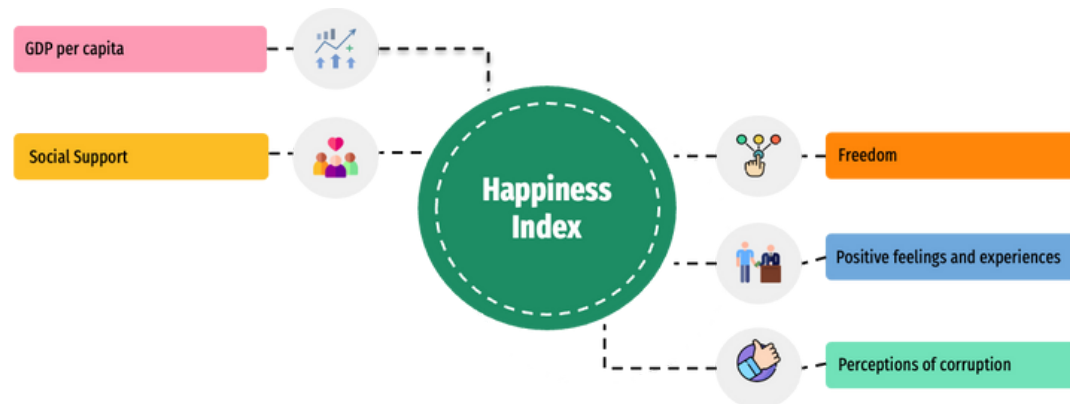 GDP per capita
Social Support
Happiness
Index
Freedom
Positive feelings and experiences
Perceptions of corruption